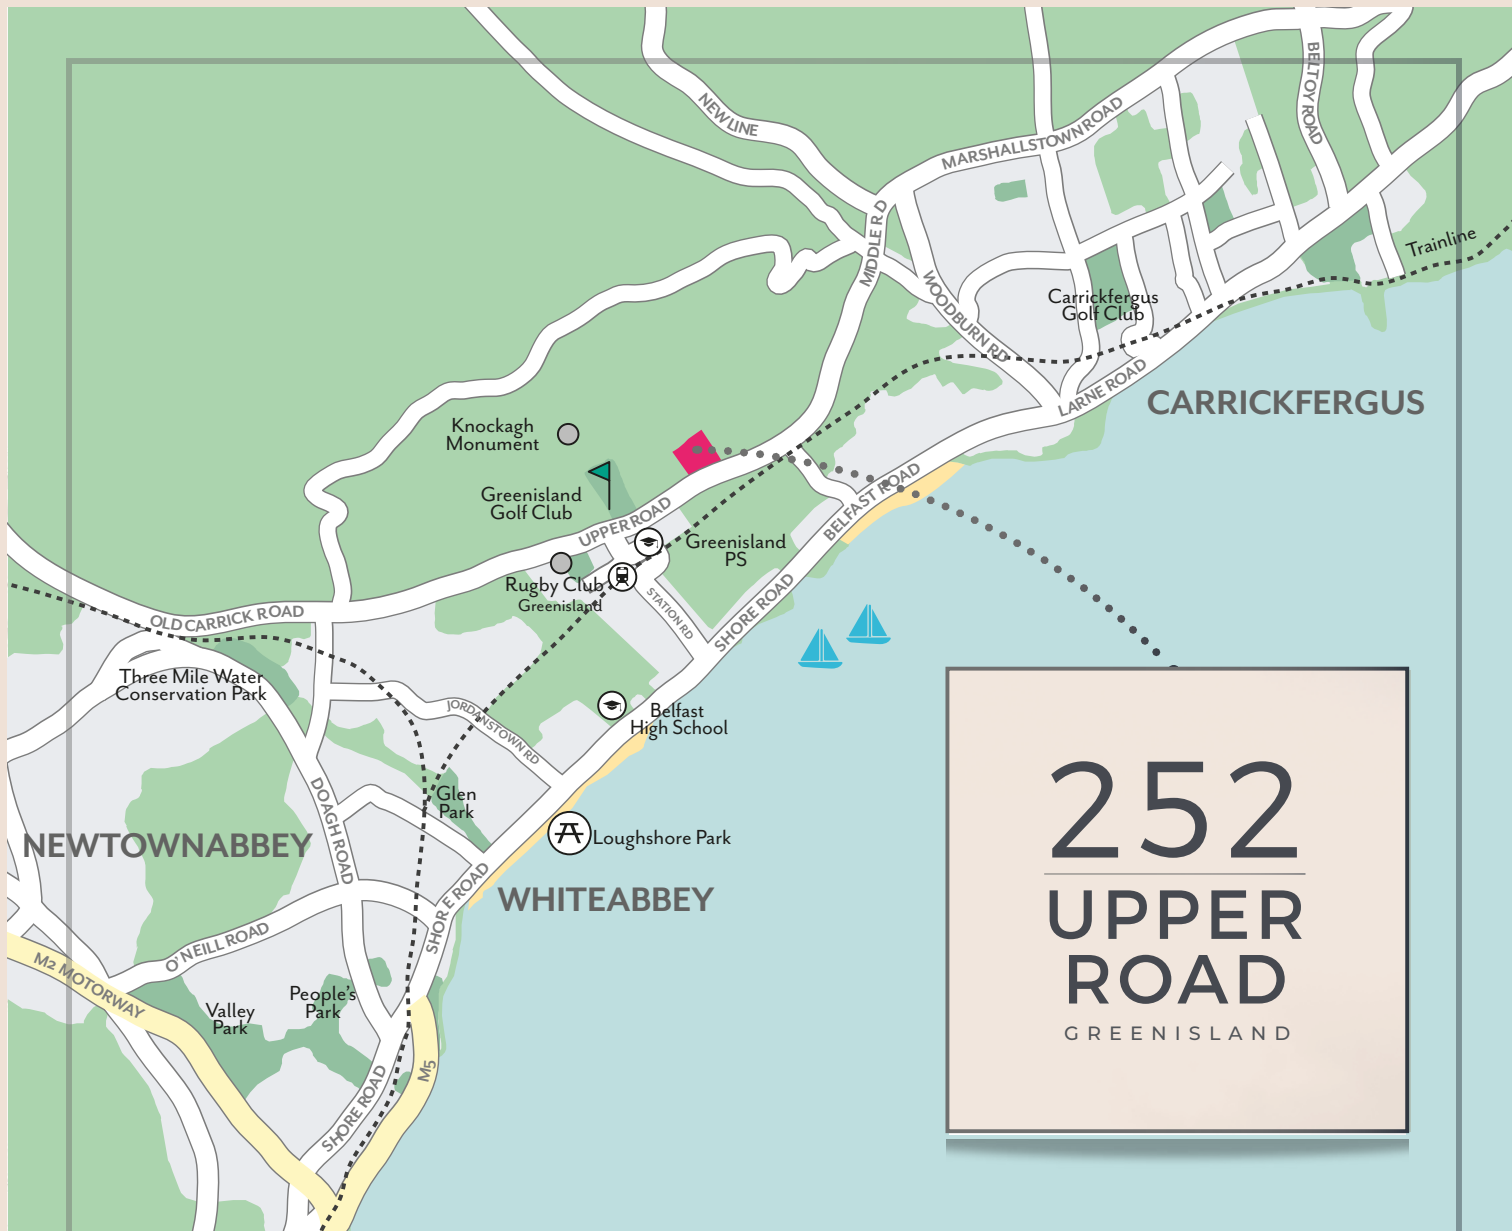 NEW LINE
MARSHALLSTOWN ROAD
BELTOY ROAD
MIDDLE RD
WOODBURN RD
Trainline
Carrickfergus
Golf Club
LARNE ROAD
CARRICKFERGUS
Knockagh
Monument
Greenisland
Golf Club
UPPER ROAD
BELFAST ROAD
Greenisland
PS
Rugby Club
Greenisland
STATION RD
SHORE ROAD
OLD CARRICK ROAD
Three Mile Water
Conservation Park
JORDANSTOWN RD
Belfast
High School
DOAGH ROAD
Glen
Park
Loughshore Park
NEWTOWNABBEY
WHITEABBEY
SHORE ROAD
O'NEILL ROAD
M2 MOTORWAY
Valley
Park
People's
Park
M5
SHORE ROAD
252
UPPER
ROAD
GREENISLAND